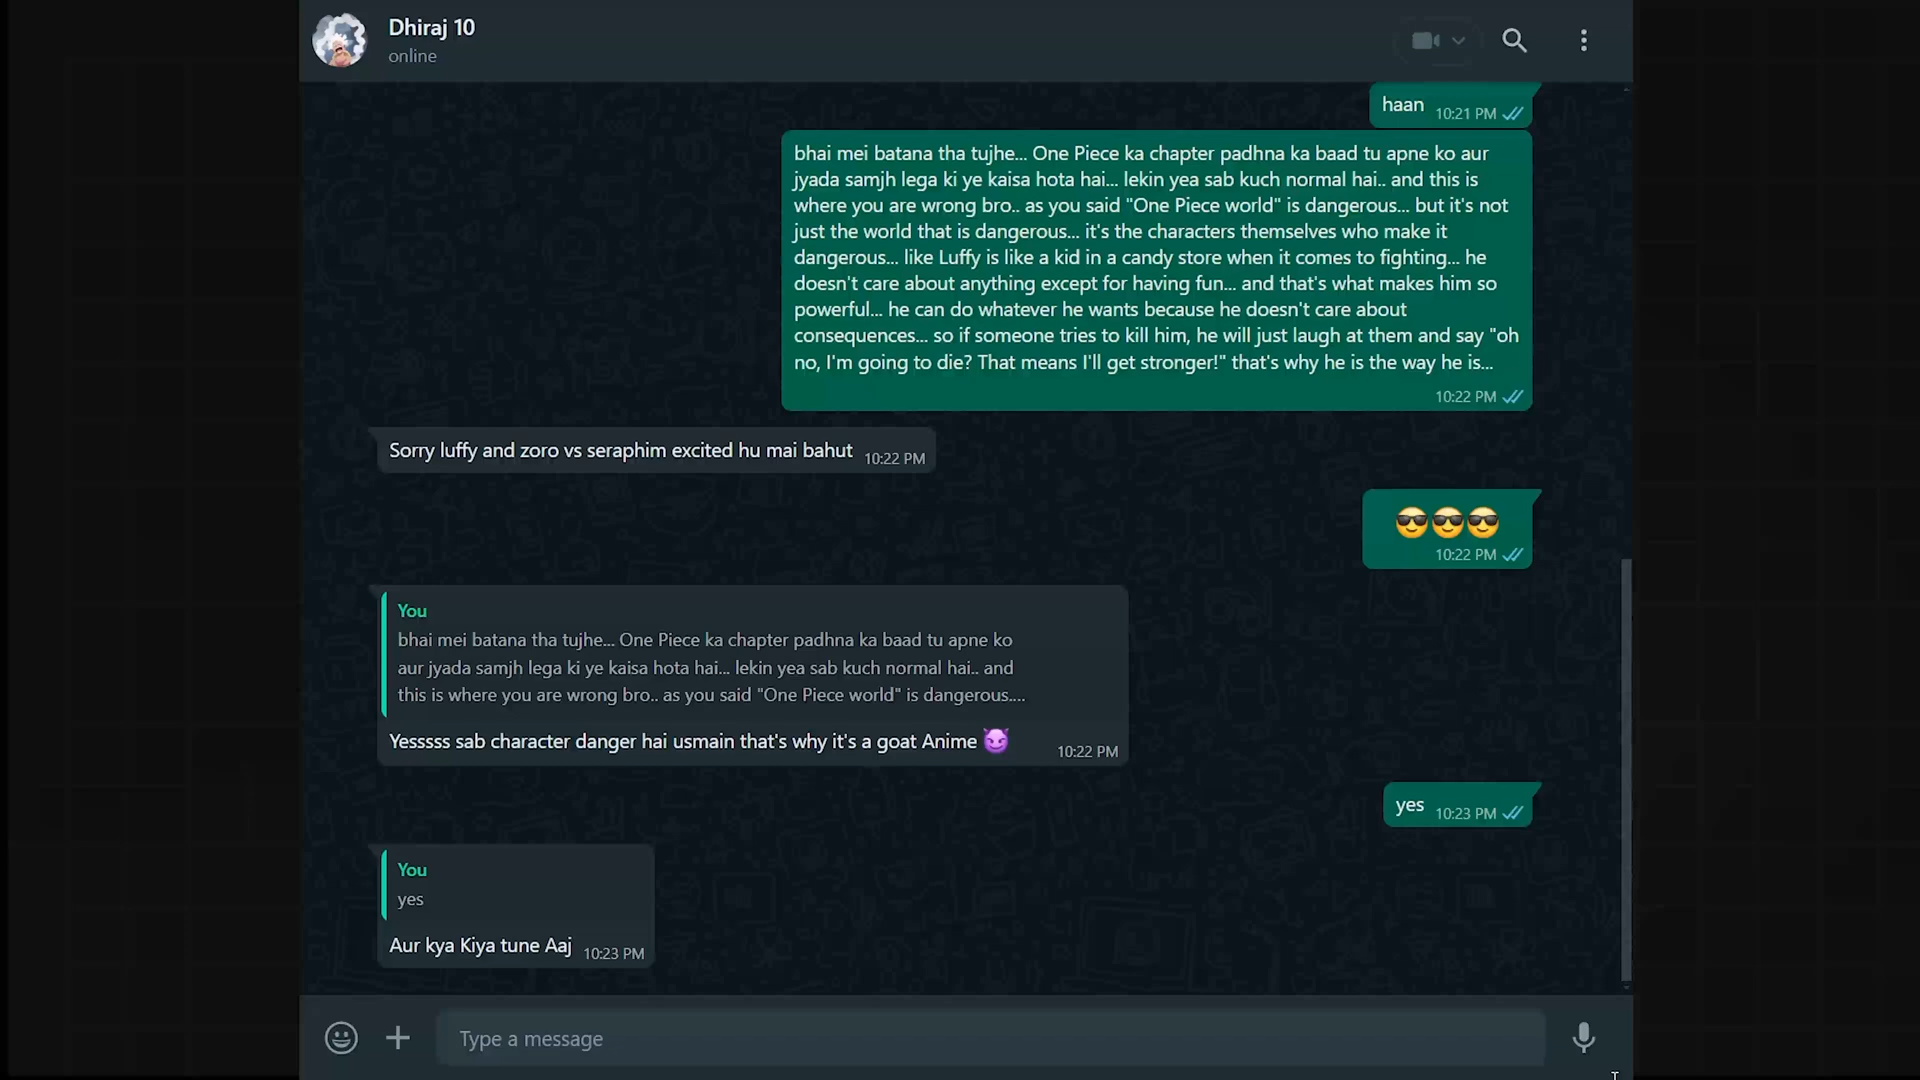 Dhiraj 10
online
haan 10:21 PM
bhai mei batana tha tujhe... One Piece ka chapter padhna ka baad tu apne ko aur
jyada samjh lega ki ye kaisa hota hai... lekin yea sab kuch normal hai.. and this is
where you are wrong bro.. as you said "One Piece world" is dangerous... but it's not
just the world that is dangerous... it's the characters themselves who make it
dangerous... like Luffy is like a kid in a candy store when it comes to fighting... he
doesn't care about anything except for having fun... and that's what makes him so
powerful... he can do whatever he wants because he doesn't care about
consequences... so if someone tries to kill him, he will just laugh at them and say "oh
no, I'm going to die? That means I'll get stronger!" that's why he is the way he is...
10:22 PM
Sorry luffy and zoro vs seraphim excited hu mai bahut 10:22 PM
😎😎😎
10:22 PM
You
bhai mei batana tha tujhe... One Piece ka chapter padhna ka baad tu apne ko
aur jyada samjh lega ki ye kaisa hota hai... lekin yea sab kuch normal hai.. and
this is where you are wrong bro.. as you said "One Piece world" is dangerous....
Yesssss sab character danger hai usmain that's why it's a goat Anime 😈 10:22 PM
yes 10:23 PM
You
yes
Aur kya Kiya tune Aaj 10:23 PM
Type a message